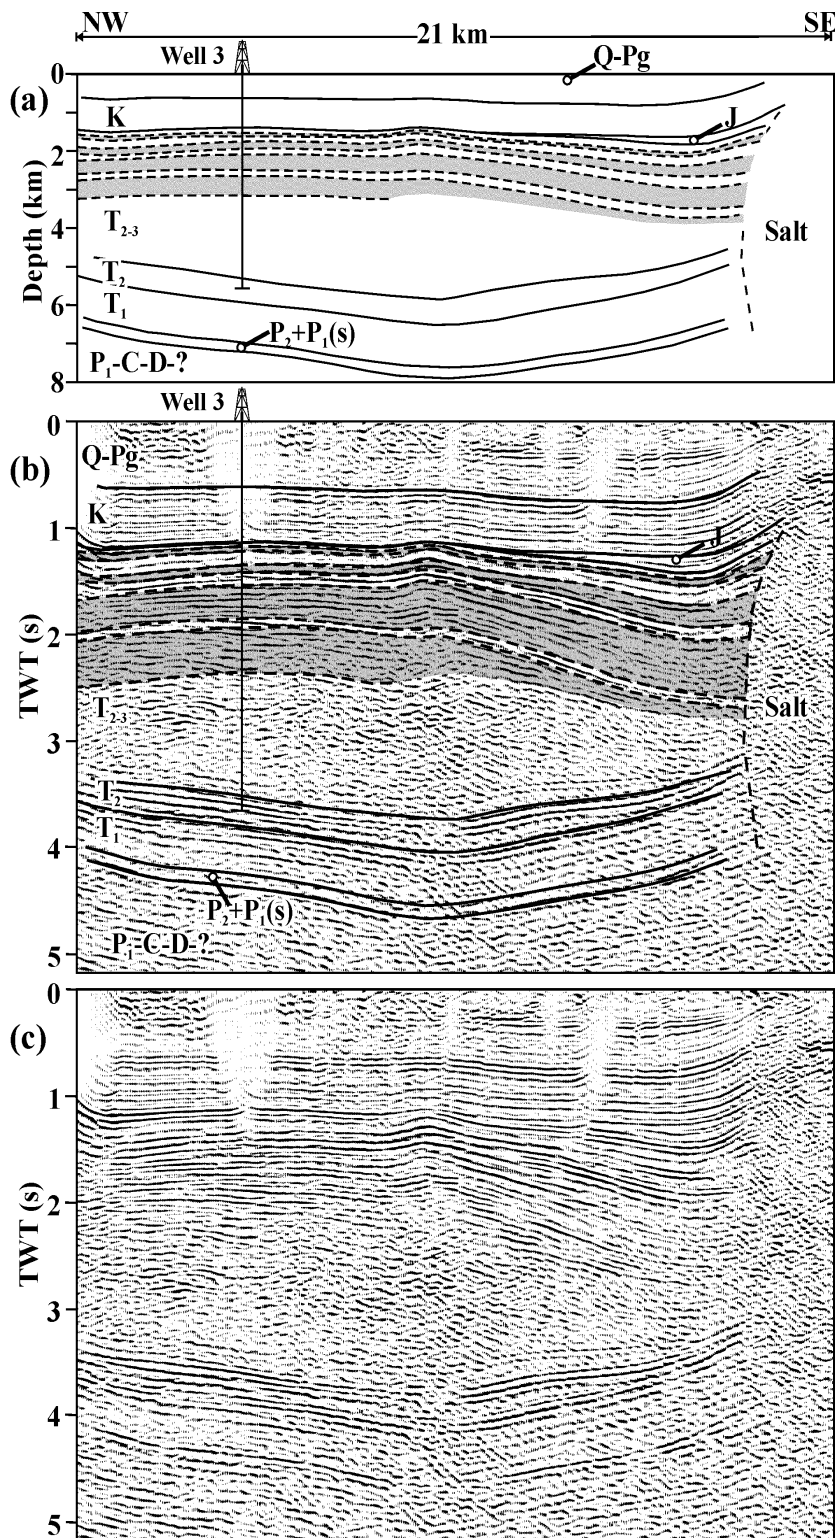 NW 21 km SE
Well 3
Q-Pg
0
(a)
K
J
2
Depth (km)
T2-3
4
Salt
T2
T1
6
P2+P1(s)
P1-C-D-?
8
Well 3
0
Q-Pg
(b)
K
1
J
2
TWT (s)
T2-3
Salt
3
T2
T1
4
P2+P1(s)
P1-C-D-?
5
0
(c)
1
TWT (s)
2
3
4
5